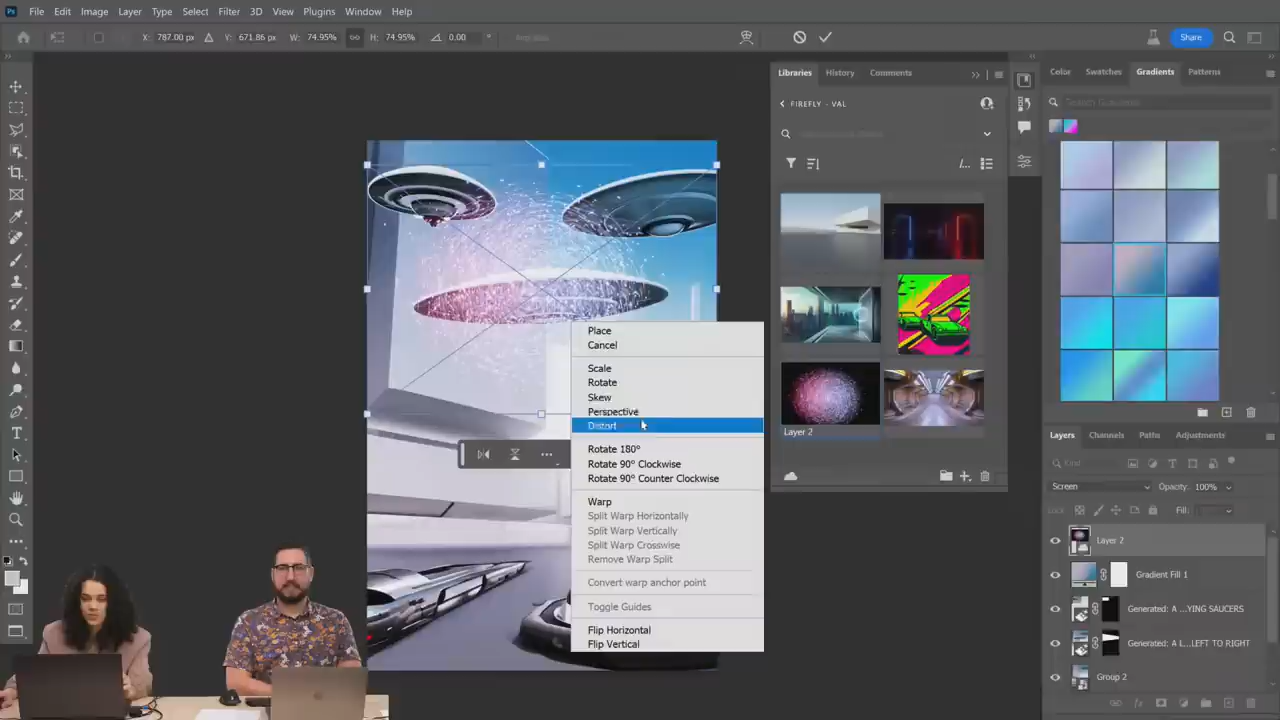 Ps File Edit Image Layer Type Select Filter 3D View Plugins Window Help
X: 787.00 px Y: 671.86 px W: 74.95% H: 74.95% 0.00 °
Share
Libraries History Comments
Color Swatches Gradients Patterns
FIREFLY - VAL
Search Gradients
Place
Cancel
Scale
Rotate
Skew
Perspective
Distort
Rotate 180°
Rotate 90° Clockwise
Rotate 90° Counter Clockwise
Warp
Split Warp Horizontally
Split Warp Vertically
Split Warp Crosswise
Remove Warp Split
Convert warp anchor point
Toggle Guides
Flip Horizontal
Flip Vertical
Layer 2
Layers Channels Paths Adjustments
Kind
Screen Opacity: 100%
Lock: Fill:
Layer 2
Gradient Fill 1
Generated: A ...YING SAUCERS
Generated: A L...LEFT TO RIGHT
Group 2